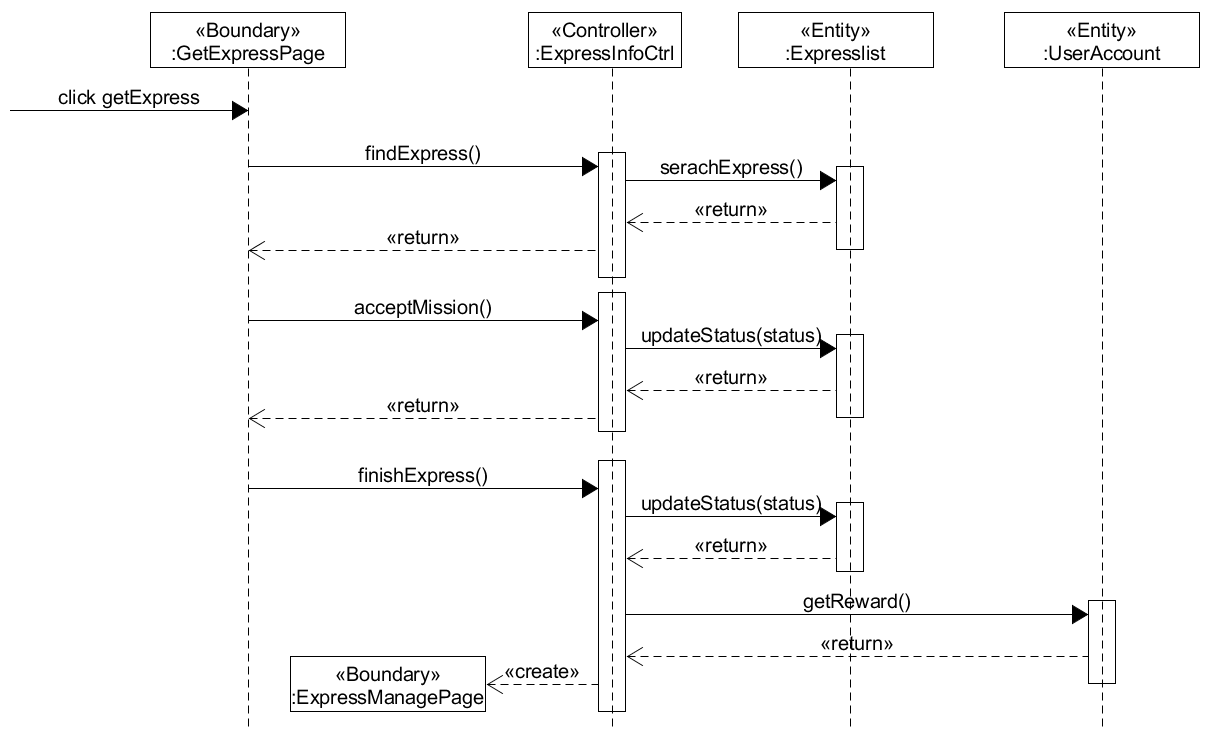 «Boundary»
:GetExpressPage
«Controller»
:ExpressInfoCtrl
«Entity»
:Expresslist
«Entity»
:UserAccount
click getExpress
findExpress()
serachExpress()
«return»
«return»
acceptMission()
updateStatus(status)
«return»
«return»
finishExpress()
updateStatus(status)
«return»
getReward()
«return»
«create»
«Boundary»
:ExpressManagePage